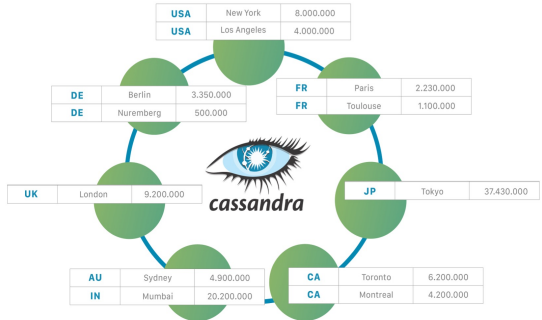 USA New York 8.000.000
USA Los Angeles 4.000.000
DE Berlin 3.350.000
DE Nuremberg 500.000
FR Paris 2.230.000
FR Toulouse 1.100.000
cassandra
UK London 9.200.000
JP Tokyo 37.430.000
AU Sydney 4.900.000
IN Mumbai 20.200.000
CA Toronto 6.200.000
CA Montreal 4.200.000